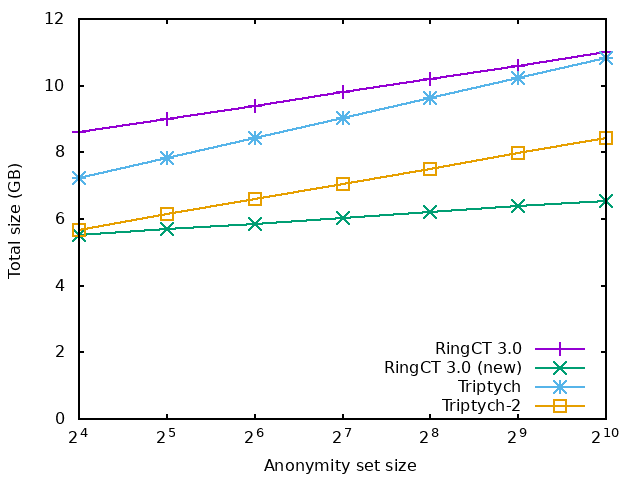 12
10
8
6
4
2
0
Total size (GB)
2^4 2^5 2^6 2^7 2^8 2^9 2^10
Anonymity set size
RingCT 3.0
RingCT 3.0 (new)
Triptych
Triptych-2